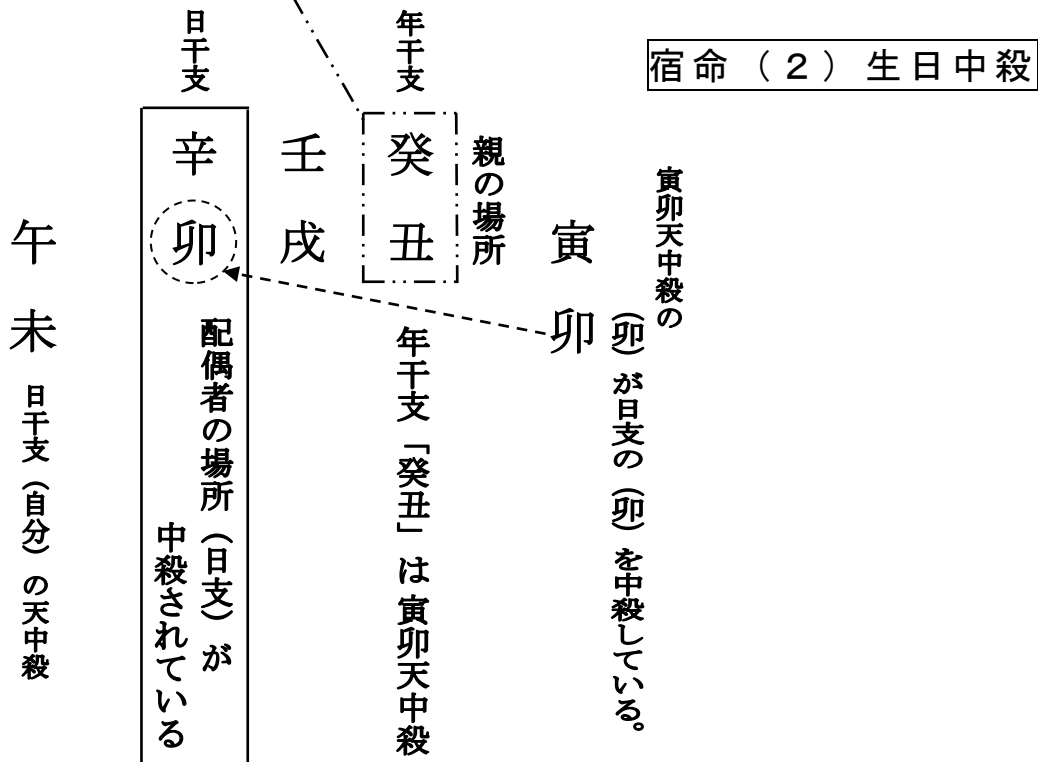 宿命（２）生日中殺
寅卯天中殺の
（卯）が日支の（卯）を中殺している。
寅卯
親の場所
年干支
癸丑
年干支「癸丑」は寅卯天中殺
壬戌
日干支
辛卯
配偶者の場所（日支）が
中殺されている
午未
日干支（自分）の天中殺